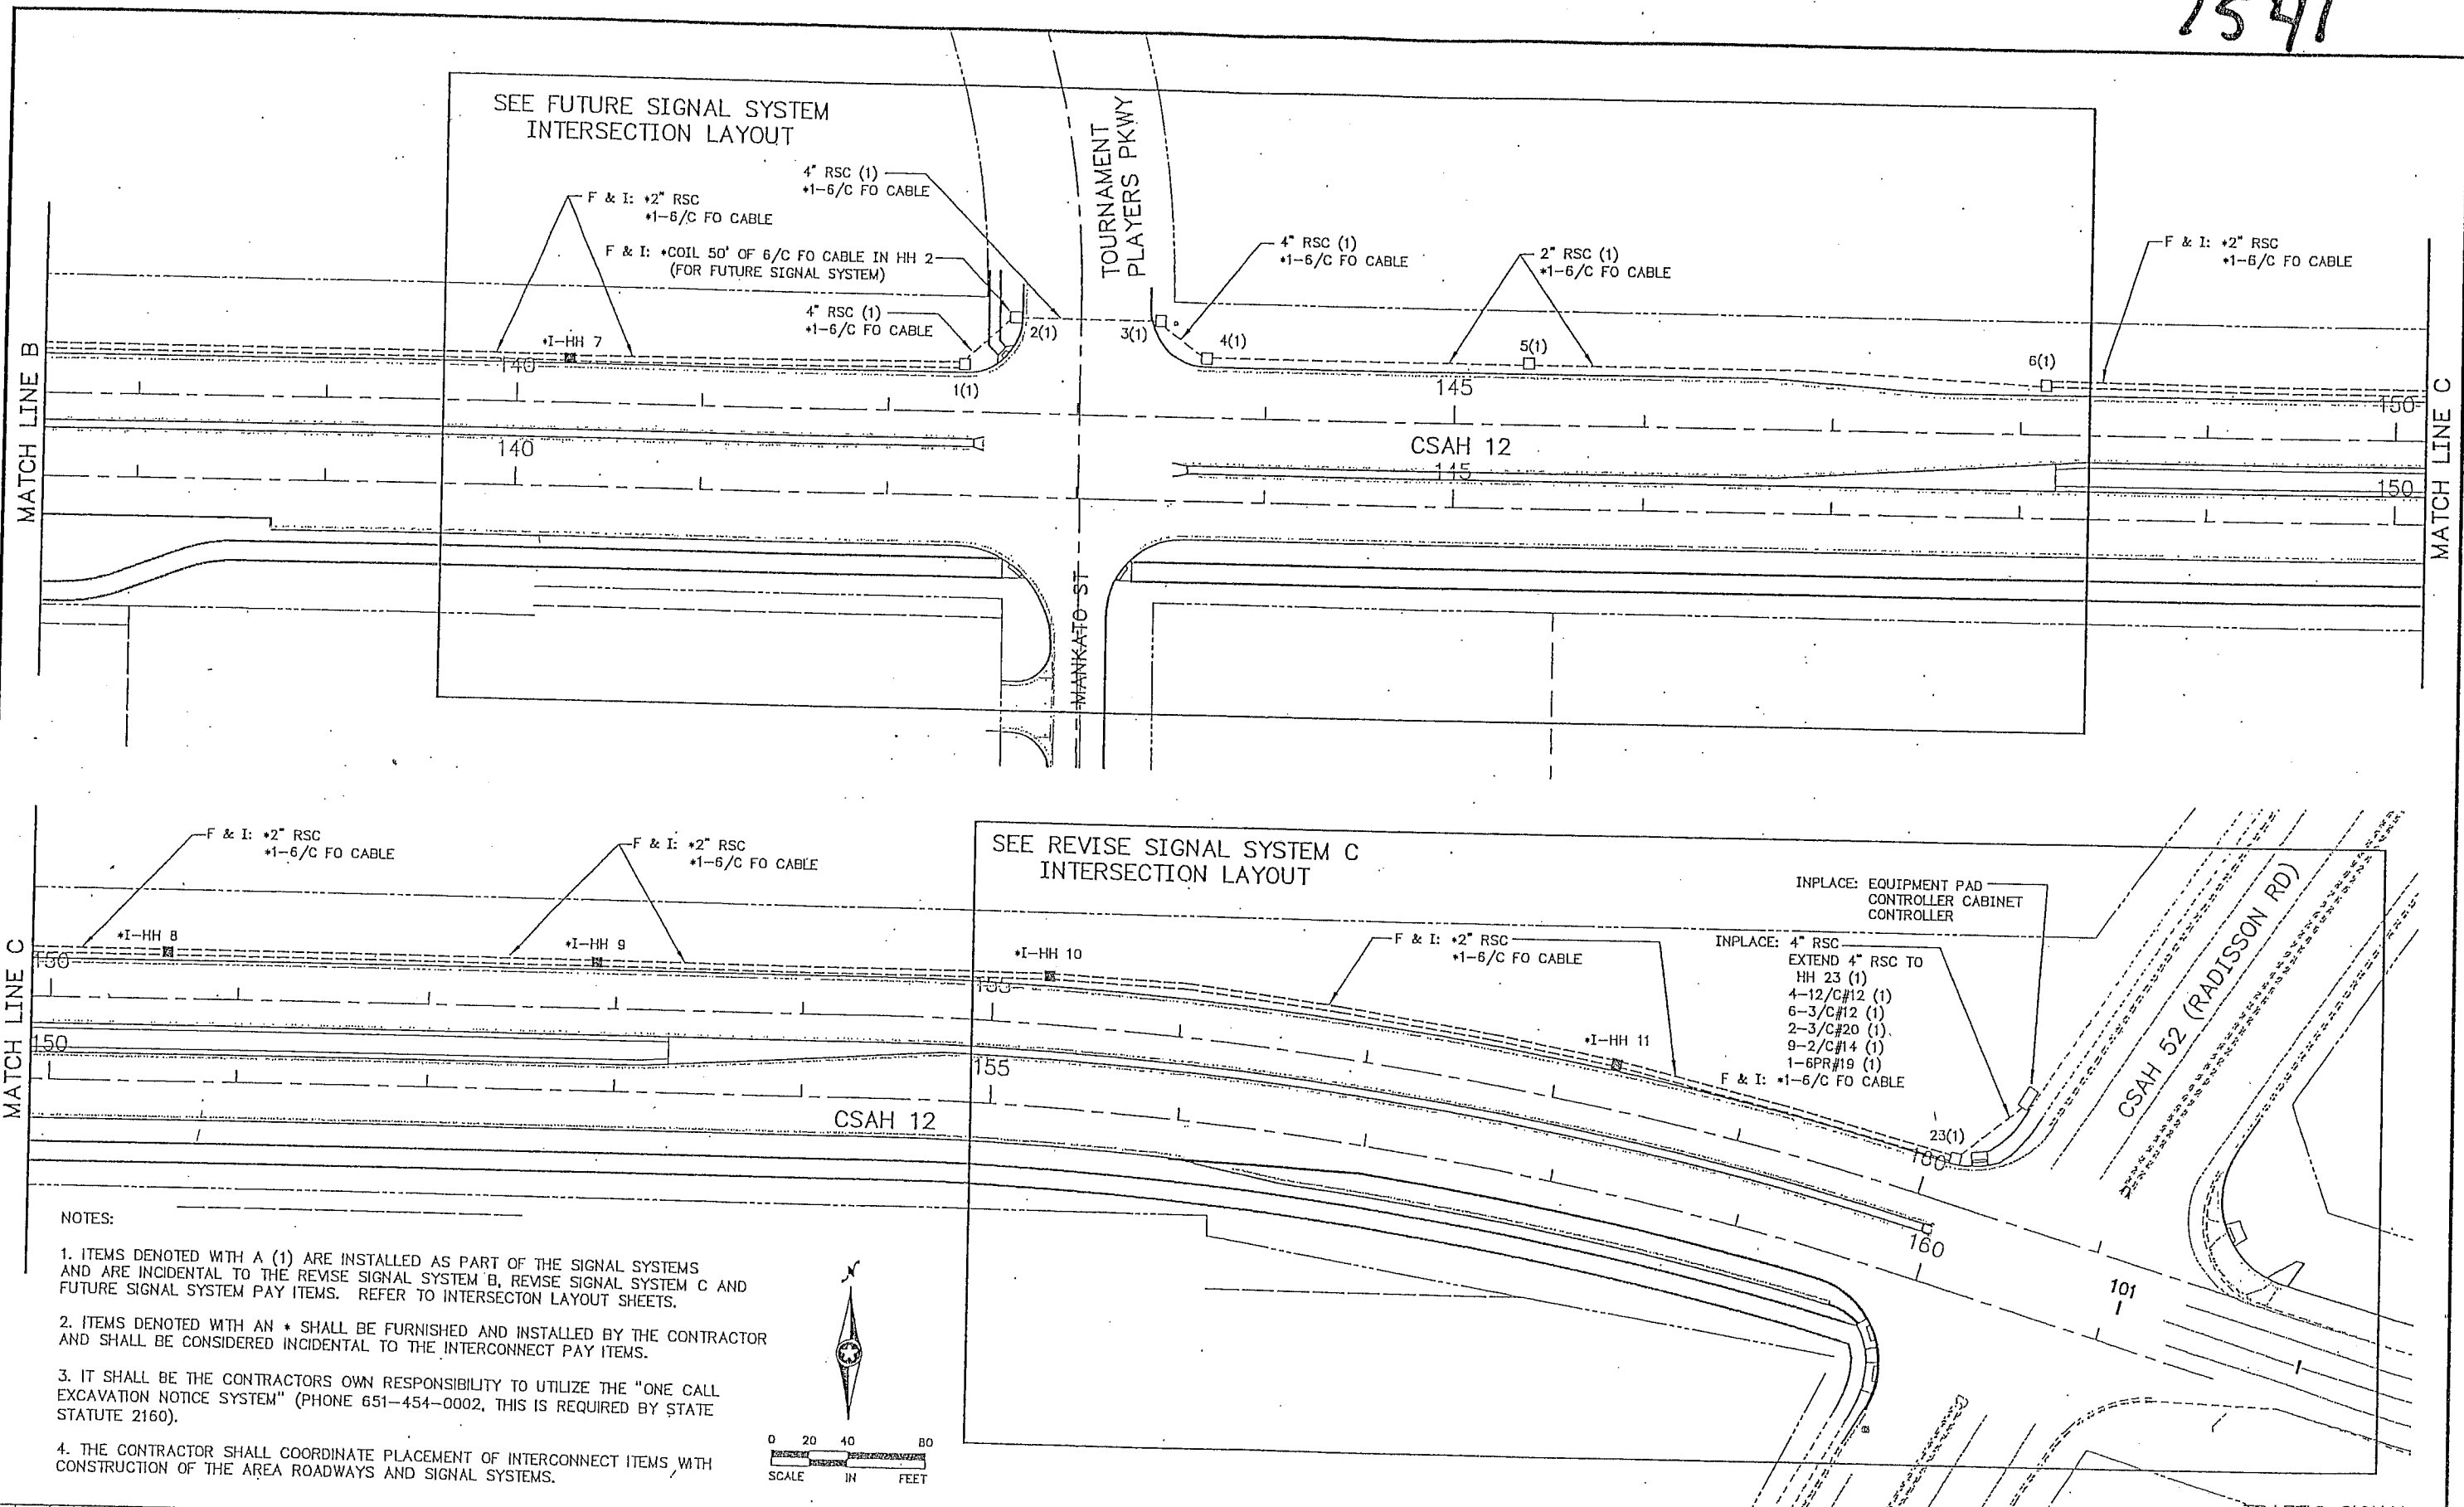 1541
SEE FUTURE SIGNAL SYSTEM
INTERSECTION LAYOUT
4" RSC (1)
*1-6/C FO CABLE
F & I: *2" RSC
*1-6/C FO CABLE
F & I: *COIL 50' OF 6/C FO CABLE IN HH 2
(FOR FUTURE SIGNAL SYSTEM)
4" RSC (1)
*1-6/C FO CABLE
TOURNAMENT
PLAYERS PKWY
4" RSC (1)
*1-6/C FO CABLE
2" RSC (1)
*1-6/C FO CABLE
F & I: *2" RSC
*1-6/C FO CABLE
MATCH LINE B
*I-HH 7
2(1)
3(1)
4(1)
5(1)
6(1)
1(1)
140
145
150
140
CSAH 12
145
150
MATCH LINE C
MANKATO ST
F & I: *2" RSC
*1-6/C FO CABLE
F & I: *2" RSC
*1-6/C FO CABLE
SEE REVISE SIGNAL SYSTEM C
INTERSECTION LAYOUT
INPLACE: EQUIPMENT PAD
CONTROLLER CABINET
CONTROLLER
F & I: *2" RSC
*1-6/C FO CABLE
INPLACE: 4" RSC
EXTEND 4" RSC TO
HH 23 (1)
4-12/C#12 (1)
6-3/C#12 (1)
2-3/C#20 (1)
9-2/C#14 (1)
1-6PR#19 (1)
F & I: *1-6/C FO CABLE
CSAH 52 (RADISSON RD)
MATCH LINE C
*I-HH 8
*I-HH 9
*I-HH 10
*I-HH 11
23(1)
150
155
160
150
155
160
CSAH 12
101
NOTES:
1. ITEMS DENOTED WITH A (1) ARE INSTALLED AS PART OF THE SIGNAL SYSTEMS
AND ARE INCIDENTAL TO THE REVISE SIGNAL SYSTEM B, REVISE SIGNAL SYSTEM C AND
FUTURE SIGNAL SYSTEM PAY ITEMS. REFER TO INTERSECTON LAYOUT SHEETS.
2. ITEMS DENOTED WITH AN * SHALL BE FURNISHED AND INSTALLED BY THE CONTRACTOR
AND SHALL BE CONSIDERED INCIDENTAL TO THE INTERCONNECT PAY ITEMS.
3. IT SHALL BE THE CONTRACTORS OWN RESPONSIBILITY TO UTILIZE THE "ONE CALL
EXCAVATION NOTICE SYSTEM" (PHONE 651-454-0002, THIS IS REQUIRED BY STATE
STATUTE 2160).
4. THE CONTRACTOR SHALL COORDINATE PLACEMENT OF INTERCONNECT ITEMS WITH
CONSTRUCTION OF THE AREA ROADWAYS AND SIGNAL SYSTEMS.
N
0 20 40 80
SCALE IN FEET